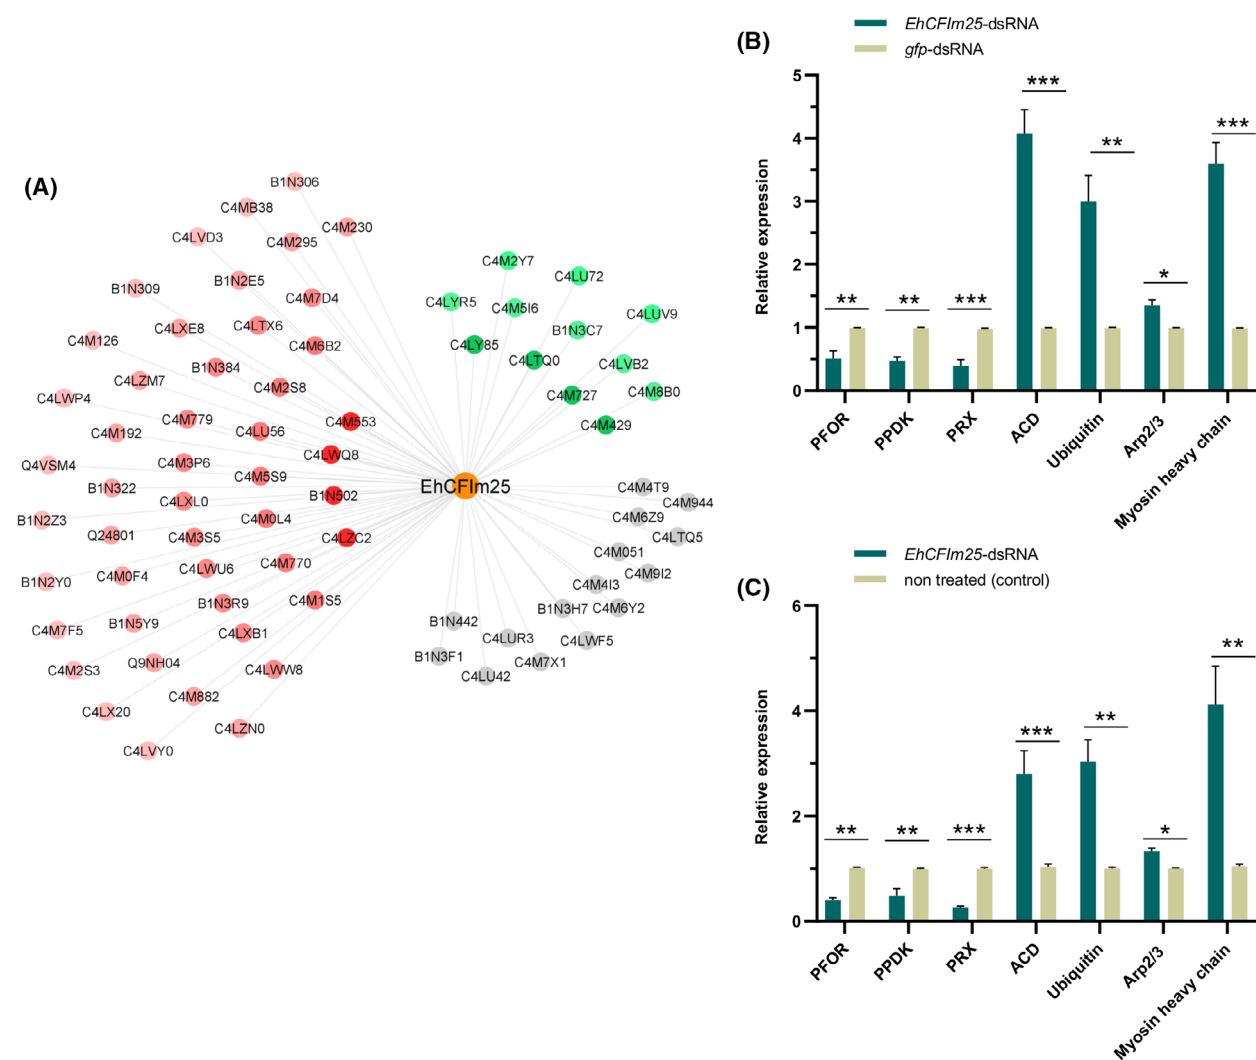 (A)
B1N306
C4MB38
C4M230
C4LVD3
C4M295
B1N2E5
B1N309
C4M7D4
C4LXE8
C4LTX6
C4M126
C4M6B2
B1N384
C4LZM7
C4M2S8
C4LWP4
C4M779
C4M553
C4M192
C4LU56
C4LWQ8
Q4VSM4
C4M3P6
C4M5S9
B1N322
B1N502
C4LXL0
B1N2Z3
C4M0L4
Q24801
C4M3S5
C4LZC2
C4M770
C4LWU6
B1N2Y0
C4M0F4
B1N3R9
C4M1S5
C4M7F5
B1N5Y9
C4LXB1
C4M2S3
Q9NH04
C4LWW8
C4M882
C4LX20
C4LZN0
C4LVY0
C4M2Y7
C4LU72
C4LYR5
C4M5I6
C4LUV9
B1N3C7
C4LY85
C4LTQ0
C4LVB2
C4M727
C4M8B0
C4M429
EhCFIm25
C4M4T9
C4M944
C4M6Z9
C4LTQ5
C4M051
C4M9I2
C4M4I3
B1N3H7
C4M6Y2
B1N442
C4LUR3
C4LWF5
B1N3F1
C4M7X1
C4LU42
(B)
EhCFIm25-dsRNA
gfp-dsRNA
Relative expression
5
4
3
2
1
0
** ** *** *** ** * ***
PFOR
PPDK
PRX
ACD
Ubiquitin
Arp2/3
Myosin heavy chain
(C)
EhCFIm25-dsRNA
non treated (control)
Relative expression
6
4
2
0
** ** *** *** ** * **
PFOR
PPDK
PRX
ACD
Ubiquitin
Arp2/3
Myosin heavy chain